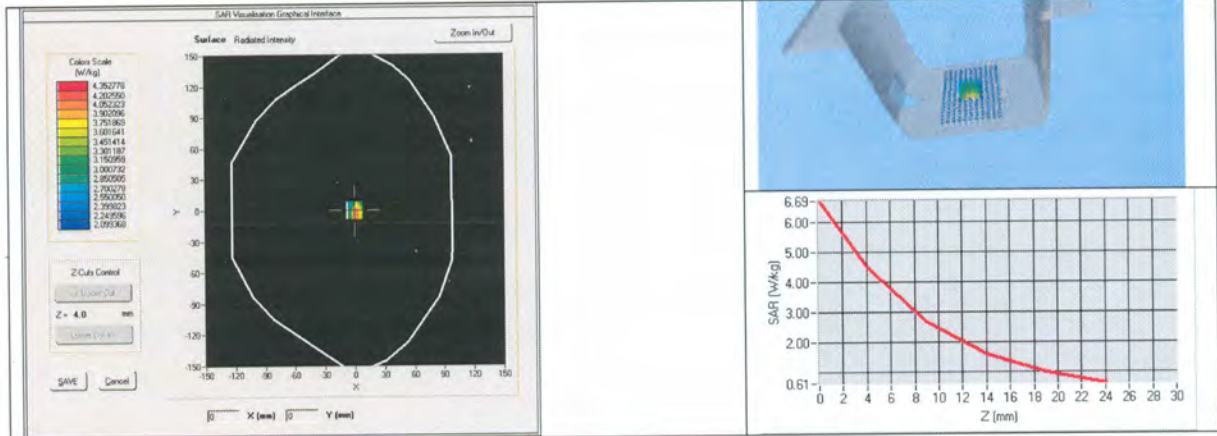 SAR Visualisation Graphical Interface
Surface Radiated Intensity
Zoom In/Out
Colors Scale
(W/kg)
4.352776
4.202550
4.052323
3.902096
3.751869
3.601641
3.451414
3.301187
3.150959
3.000732
2.850505
2.700278
2.550050
2.399823
2.249596
2.099368
150
120
90
60
30
0
-30
-60
-90
-120
-150
Y
-150 -120 -90 -60 -30 0 30 60 90 120 150
X
Z-Cuts Control
Z = 4.0 mm
SAVE Cancel
0 X (mm) 0 Y (mm)
6.69
6.00
5.00
4.00
3.00
2.00
0.61
SAR (W/kg)
0 2 4 6 8 10 12 14 16 18 20 22 24 26 28 30
Z (mm)